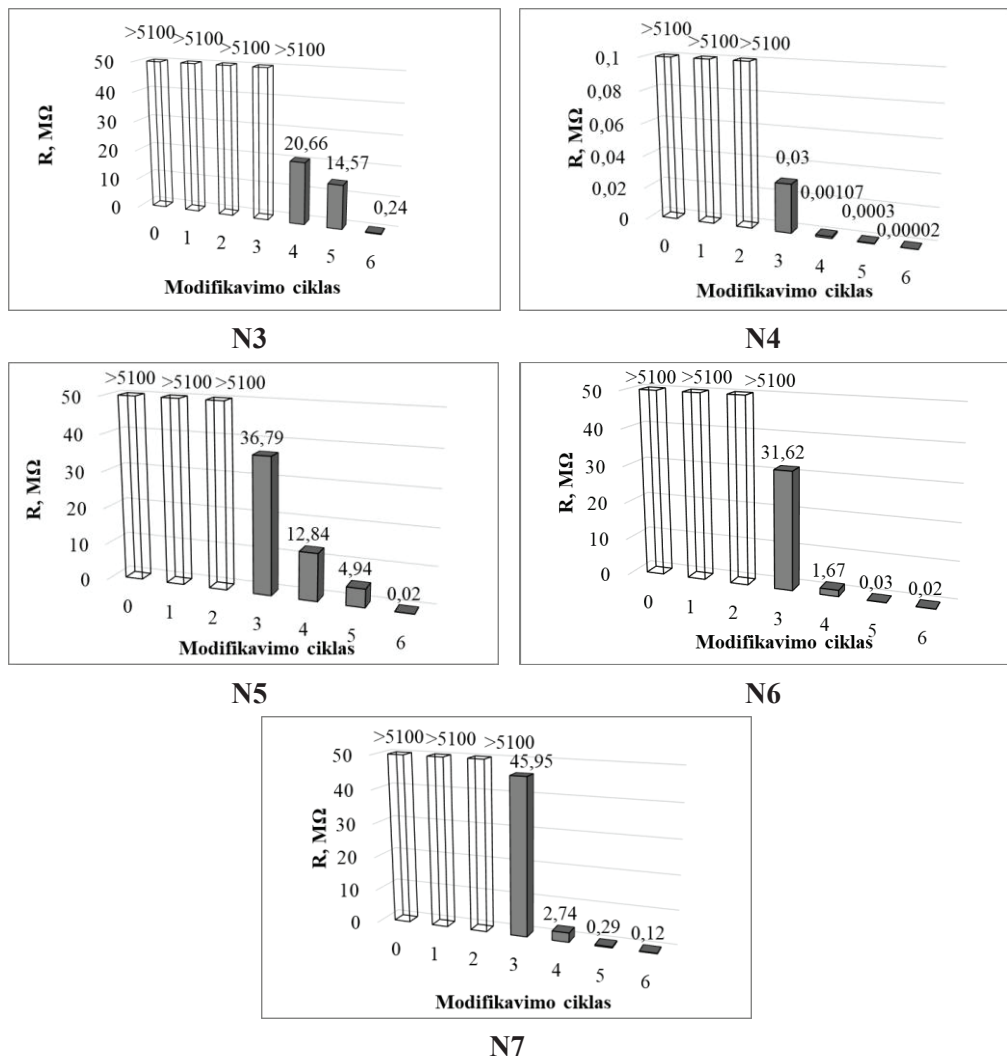 >5100 >5100 >5100 >5100
50
40
30
20
10
0
R, MΩ
20,66
14,57
0,24
0 1 2 3 4 5 6
Modifikavimo ciklas
N3
>5100 >5100 >5100
0,1
0,08
0,06
0,04
0,02
0
R, MΩ
0,03
0,00107
0,0003
0,00002
0 1 2 3 4 5 6
Modifikavimo ciklas
N4
>5100 >5100 >5100
50
40
30
20
10
0
R, MΩ
36,79
12,84
4,94
0,02
0 1 2 3 4 5 6
Modifikavimo ciklas
N5
>5100 >5100 >5100
50
40
30
20
10
0
R, MΩ
31,62
1,67
0,03
0,02
0 1 2 3 4 5 6
Modifikavimo ciklas
N6
>5100 >5100 >5100
50
40
30
20
10
0
R, MΩ
45,95
2,74
0,29
0,12
0 1 2 3 4 5 6
Modifikavimo ciklas
N7